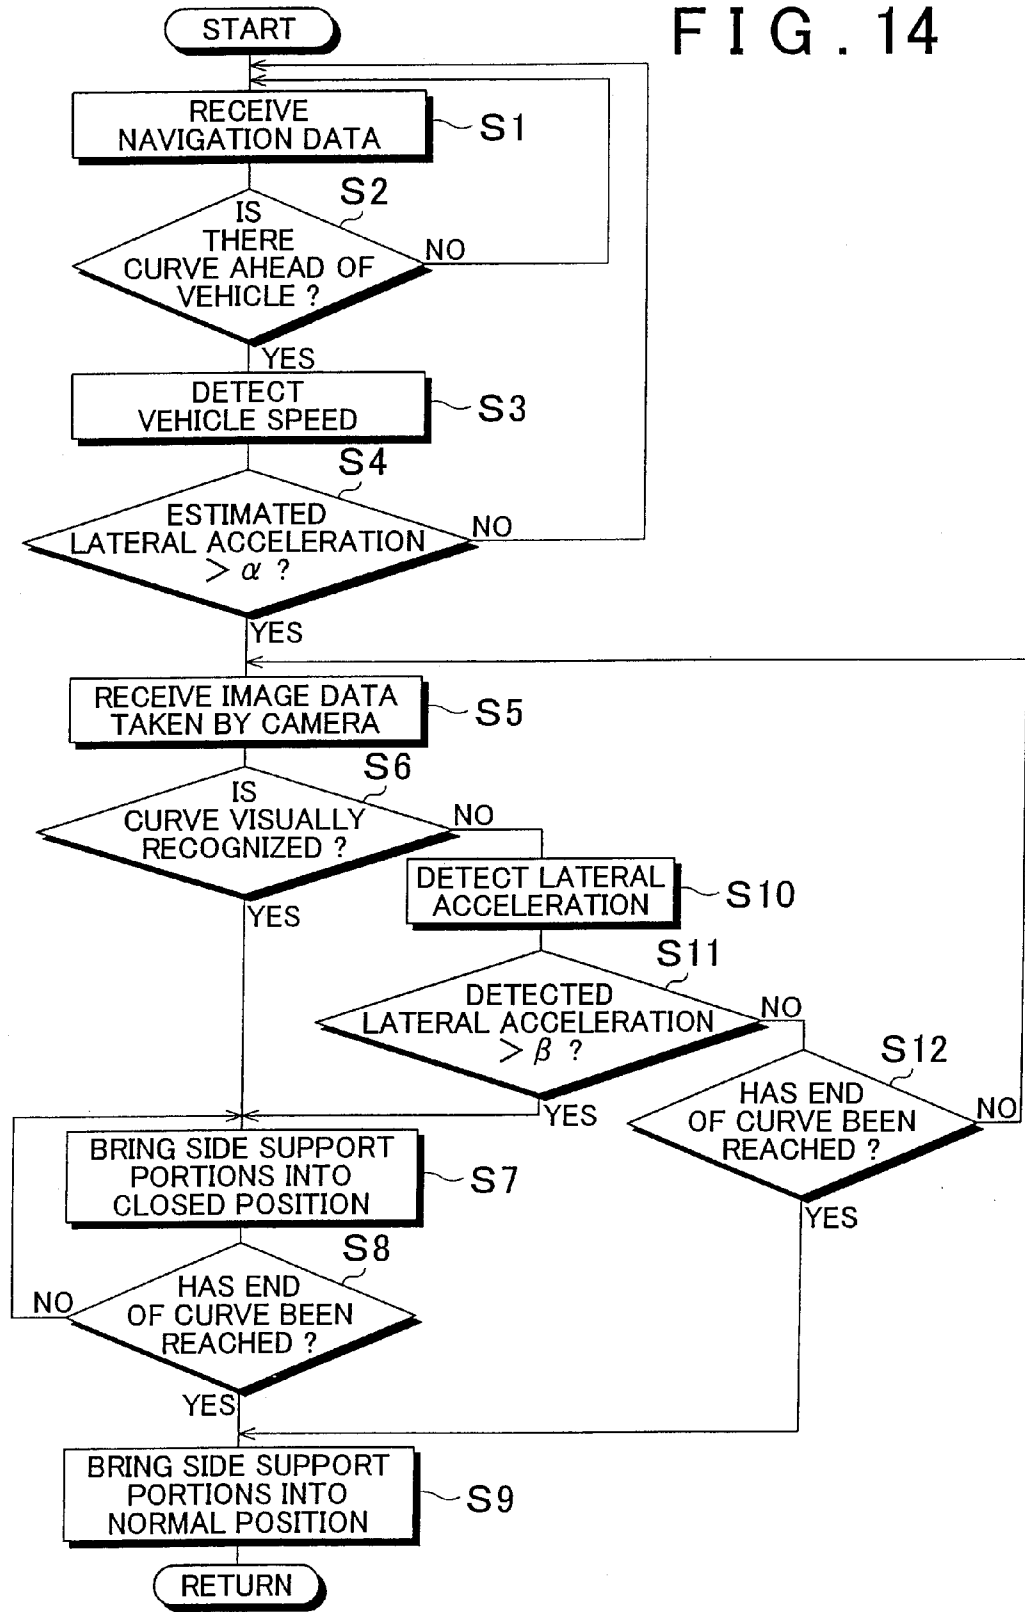 FIG.14
START
RECEIVE
NAVIGATION DATA
S1
S2
IS
THERE
CURVE AHEAD OF
VEHICLE ?
NO
YES
DETECT
VEHICLE SPEED
S3
S4
ESTIMATED
LATERAL ACCELERATION
> α ?
NO
YES
RECEIVE IMAGE DATA
TAKEN BY CAMERA
S5
S6
IS
CURVE VISUALLY
RECOGNIZED ?
NO
YES
DETECT LATERAL
ACCELERATION
S10
S11
DETECTED
LATERAL ACCELERATION
> β ?
NO
YES
S12
HAS END
OF CURVE BEEN
REACHED ?
NO
YES
BRING SIDE SUPPORT
PORTIONS INTO
CLOSED POSITION
S7
S8
HAS END
OF CURVE BEEN
REACHED ?
NO
YES
BRING SIDE SUPPORT
PORTIONS INTO
NORMAL POSITION
S9
RETURN